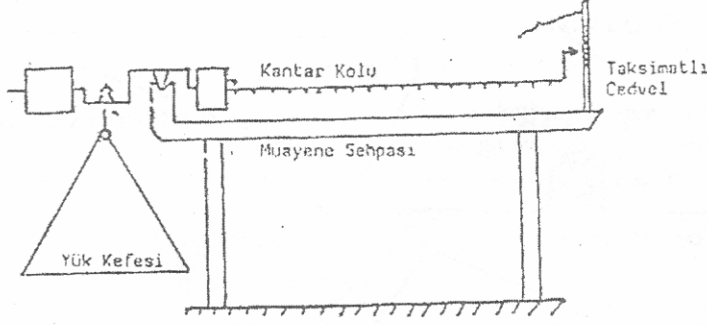 Kantar Kolu
Taksimatlı
Cedvel
Muayene Sehpası
Yük Kefesi